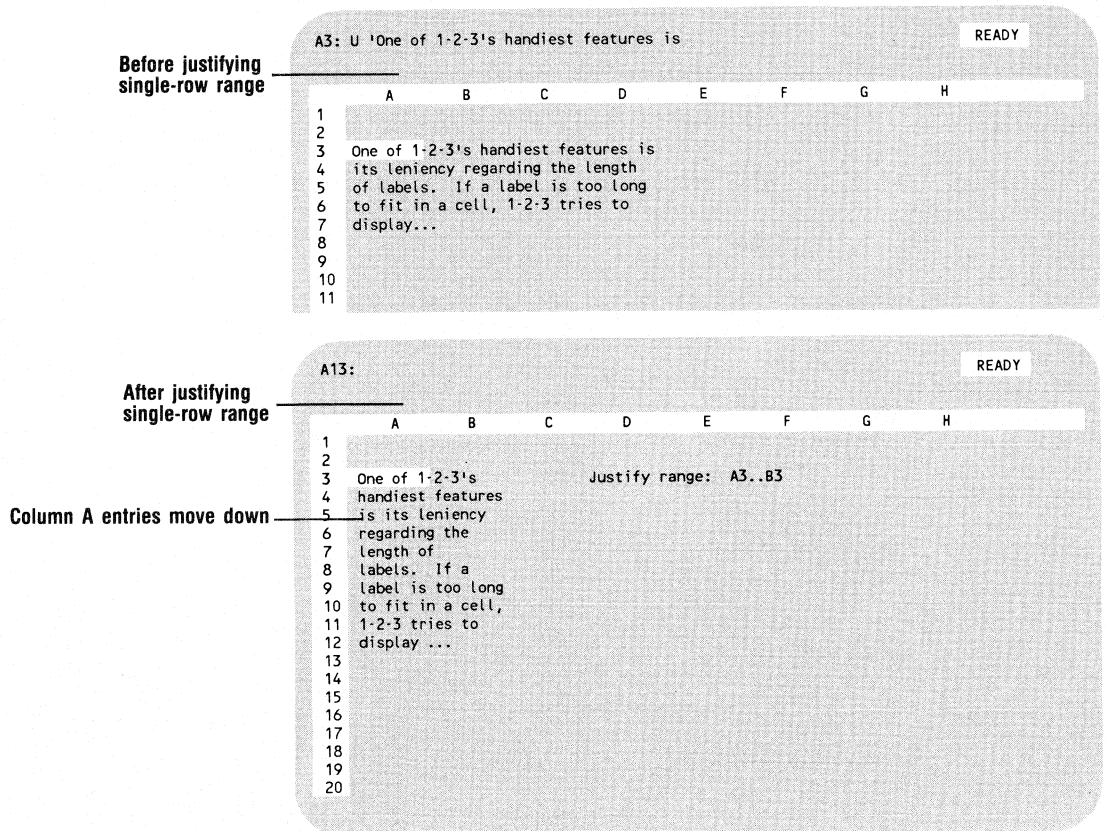 A3: U 'One of 1-2-3's handiest features is READY
Before justifying
single-row range
A B C D E F G H
1
2
3 One of 1-2-3's handiest features is
4 its leniency regarding the length
5 of labels. If a label is too long
6 to fit in a cell, 1-2-3 tries to
7 display...
8
9
10
11
A13: READY
After justifying
single-row range
A B C D E F G H
1
2
3 One of 1-2-3's Justify range: A3..B3
4 handiest features
Column A entries move down
5 is its leniency
6 regarding the
7 length of
8 labels. If a
9 label is too long
10 to fit in a cell,
11 1-2-3 tries to
12 display ...
13
14
15
16
17
18
19
20